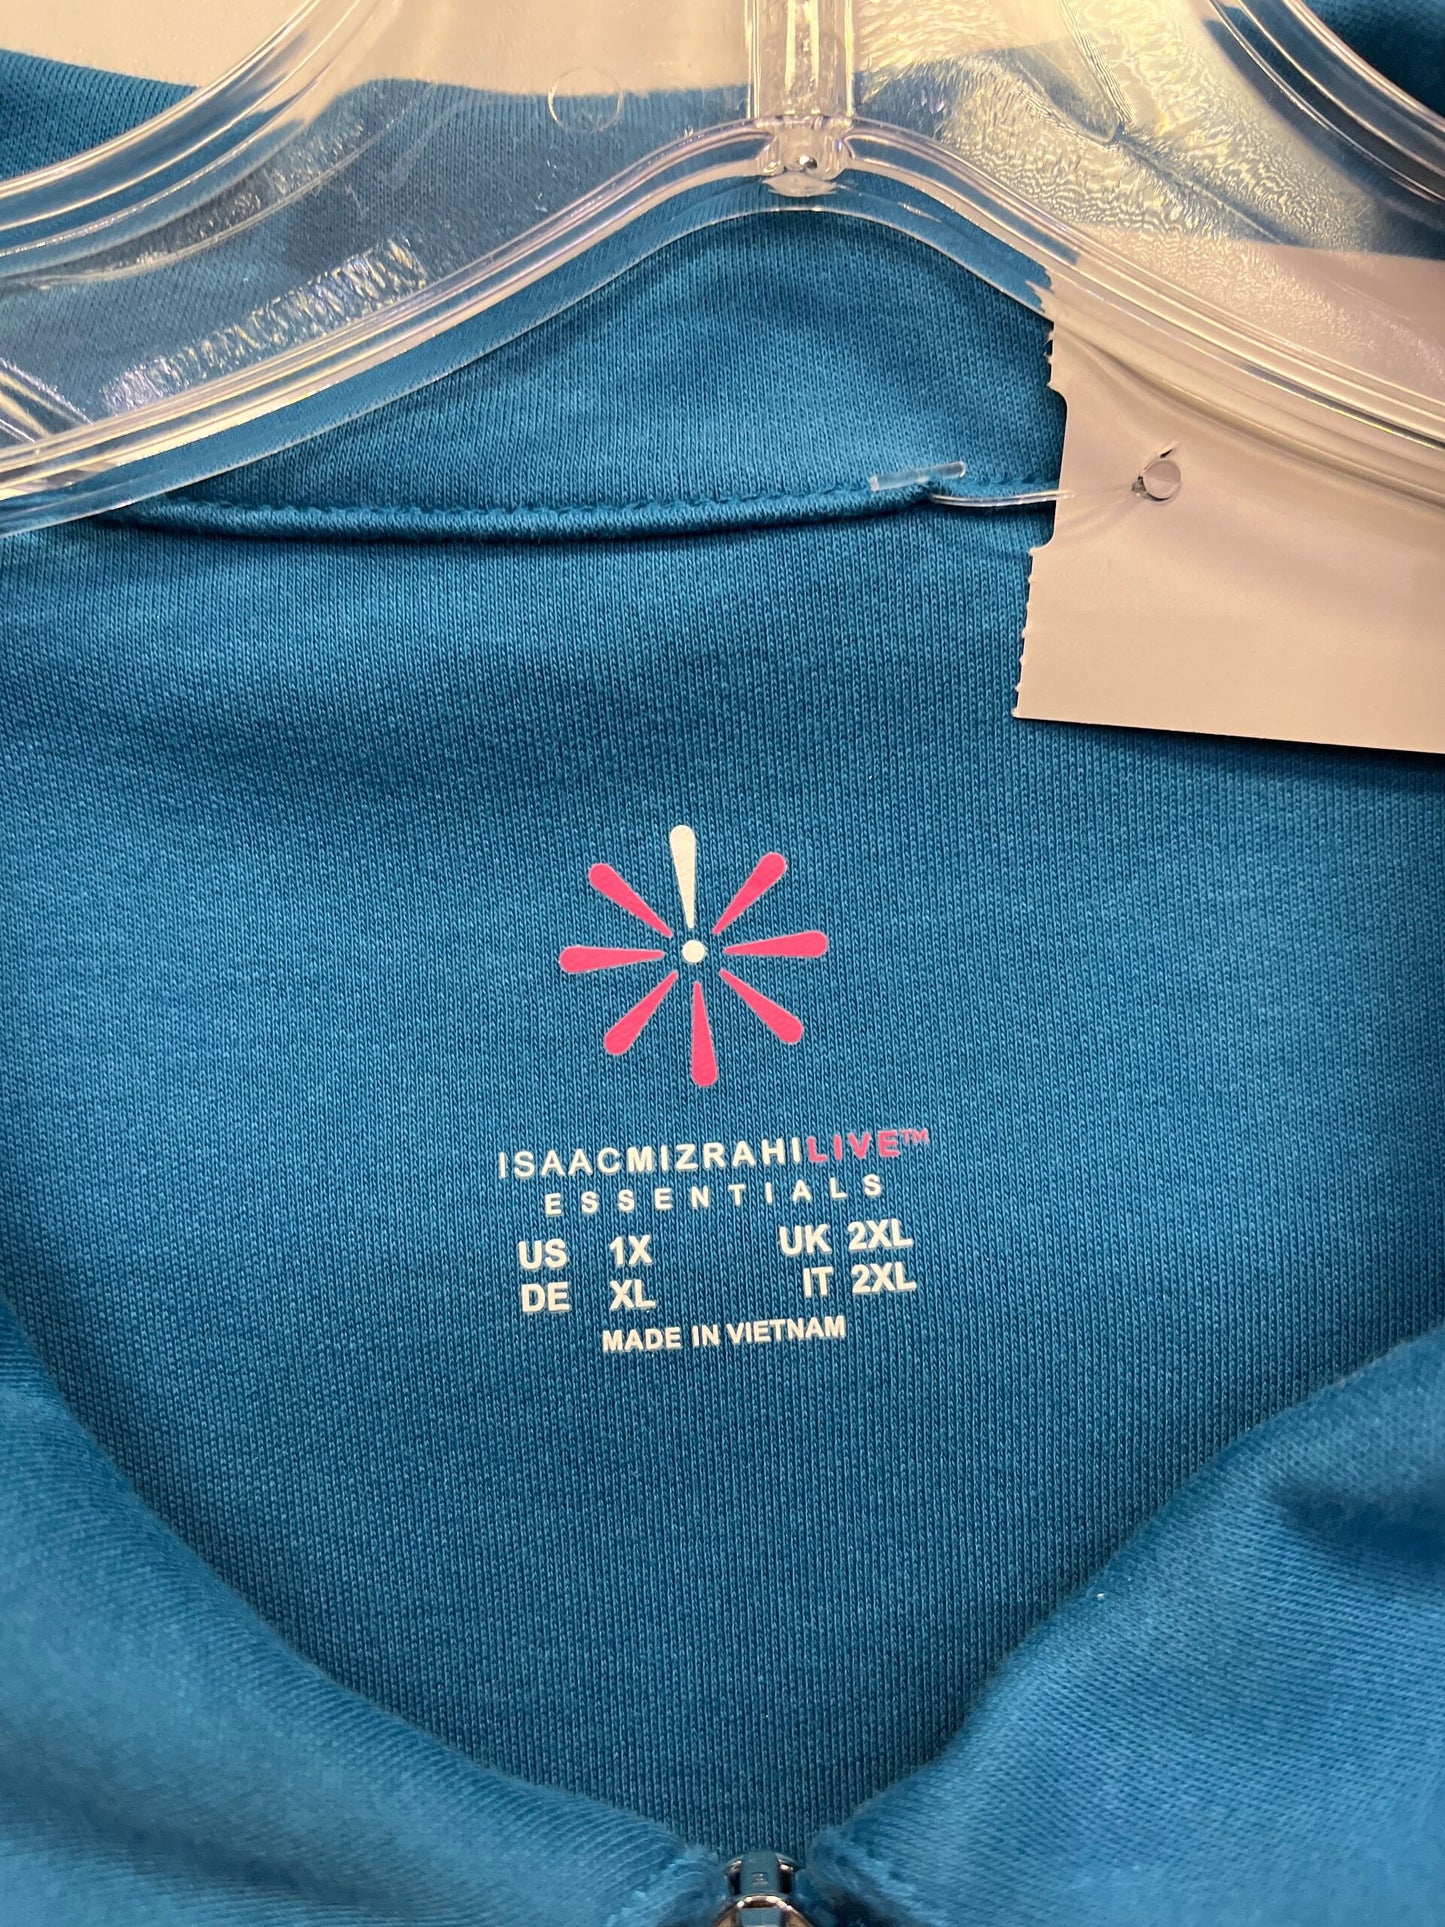 ISAACMIZRAHILIVE™
ESSENTIALS
US 1X UK 2XL
DE XL IT 2XL
MADE IN VIETNAM